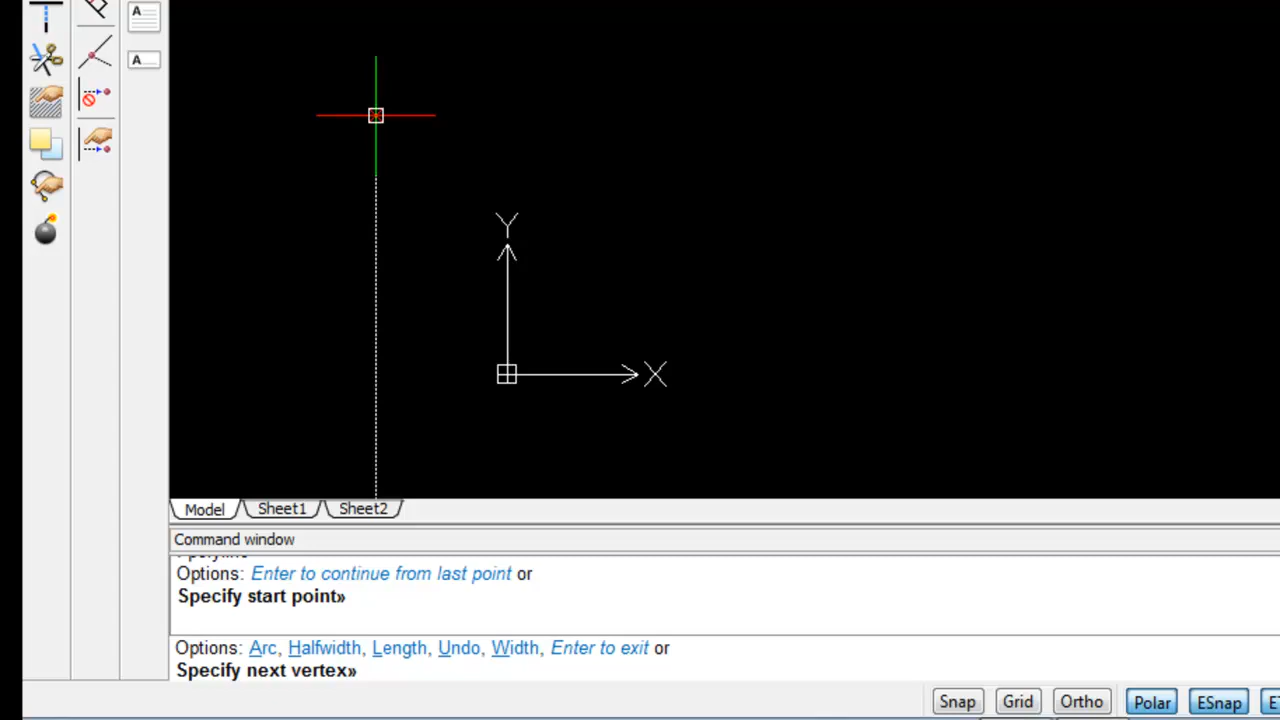 A
A
Y
X
Model Sheet1 Sheet2
Command window
Options: Enter to continue from last point or
Specify start point»
Options: Arc, Halfwidth, Length, Undo, Width, Enter to exit or
Specify next vertex»
Snap Grid Ortho Polar ESnap